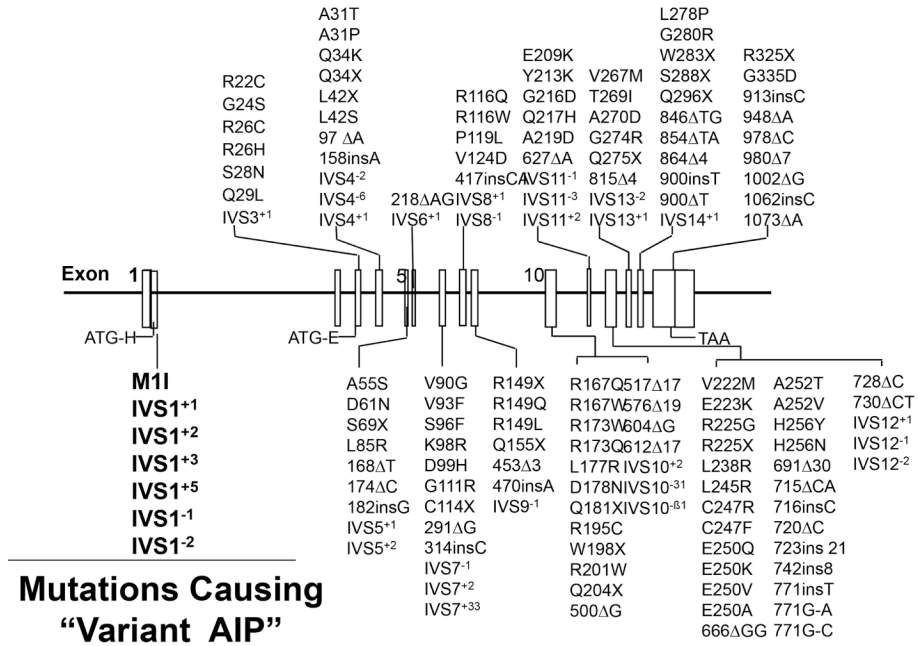 R22C
G24S
R26C
R26H
S28N
Q29L
IVS3+1
A31T
A31P
Q34K
Q34X
L42X
L42S
97 ΔA
158insA
IVS4-2
IVS4-6
IVS4+1
218ΔAG
IVS6+1
R116Q
R116W
P119L
V124D
417insCA
IVS8+1
IVS8-1
E209K
Y213K
G216D
Q217H
A219D
627ΔA
IVS11-1
IVS11-3
IVS11+2
V267M
T269I
A270D
G274R
Q275X
815Δ4
IVS13-2
IVS13+1
L278P
G280R
W283X
S288X
Q296X
846ΔTG
854ΔTA
864Δ4
900insT
900ΔT
IVS14+1
R325X
G335D
913insC
948ΔA
978ΔC
980Δ7
1002ΔG
1062insC
1073ΔA
Exon 1 5 10
ATG-H
ATG-E
TAA
M1I
IVS1+1
IVS1+2
IVS1+3
IVS1+5
IVS1-1
IVS1-2
A55S
D61N
S69X
L85R
168ΔT
174ΔC
182insG
IVS5+1
IVS5+2
V90G
V93F
S96F
K98R
D99H
G111R
C114X
291ΔG
314insC
IVS7-1
IVS7+2
IVS7+33
R149X
R149Q
R149L
Q155X
453Δ3
470insA
IVS9-1
R167Q
R167W
R173W
R173Q
L177R
D178N
Q181X
R195C
W198X
R201W
Q204X
500ΔG
517Δ17
576Δ19
604ΔG
612Δ17
IVS10+2
IVS10-31
IVS10-ß1
V222M
E223K
R225G
R225X
L238R
L245R
C247R
C247F
E250Q
E250K
E250V
E250A
666ΔGG
A252T
A252V
H256Y
H256N
691Δ30
715ΔCA
716insC
720ΔC
723ins 21
742ins8
771insT
771G-A
771G-C
728ΔC
730ΔCT
IVS12+1
IVS12-1
IVS12-2
Mutations Causing
“Variant AIP”